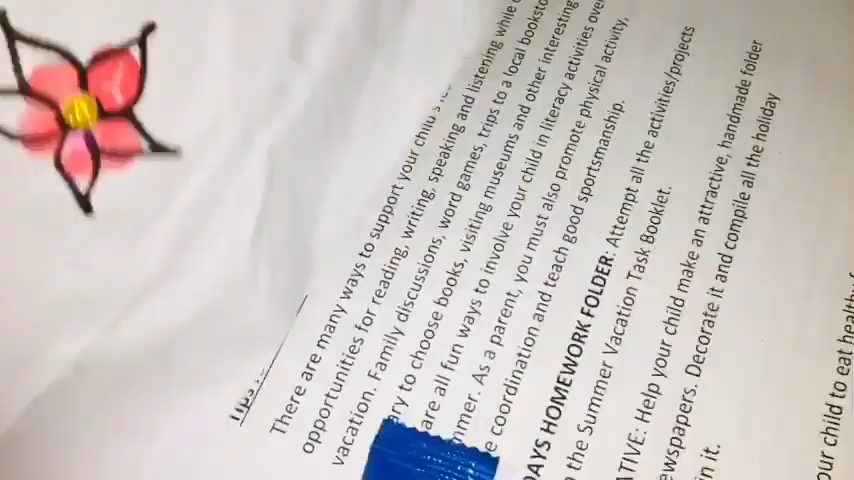 There are many ways to support your child's
opportunities for reading, writing, speaking and listening while
vacation. Family discussions, word games, trips to a local
to choose books, visiting museums and other interesting
are all fun ways to involve your child in literacy activities over
As a parent, you must also promote physical activity,
coordination and teach good sportsmanship.
DAYS HOMEWORK FOLDER: Attempt all the activities/projects
the Summer Vacation Task Booklet.
ATIVE: Help your child make an attractive, handmade folder
ewspapers. Decorate it and compile all the holiday
in it.
our child to eat healthy